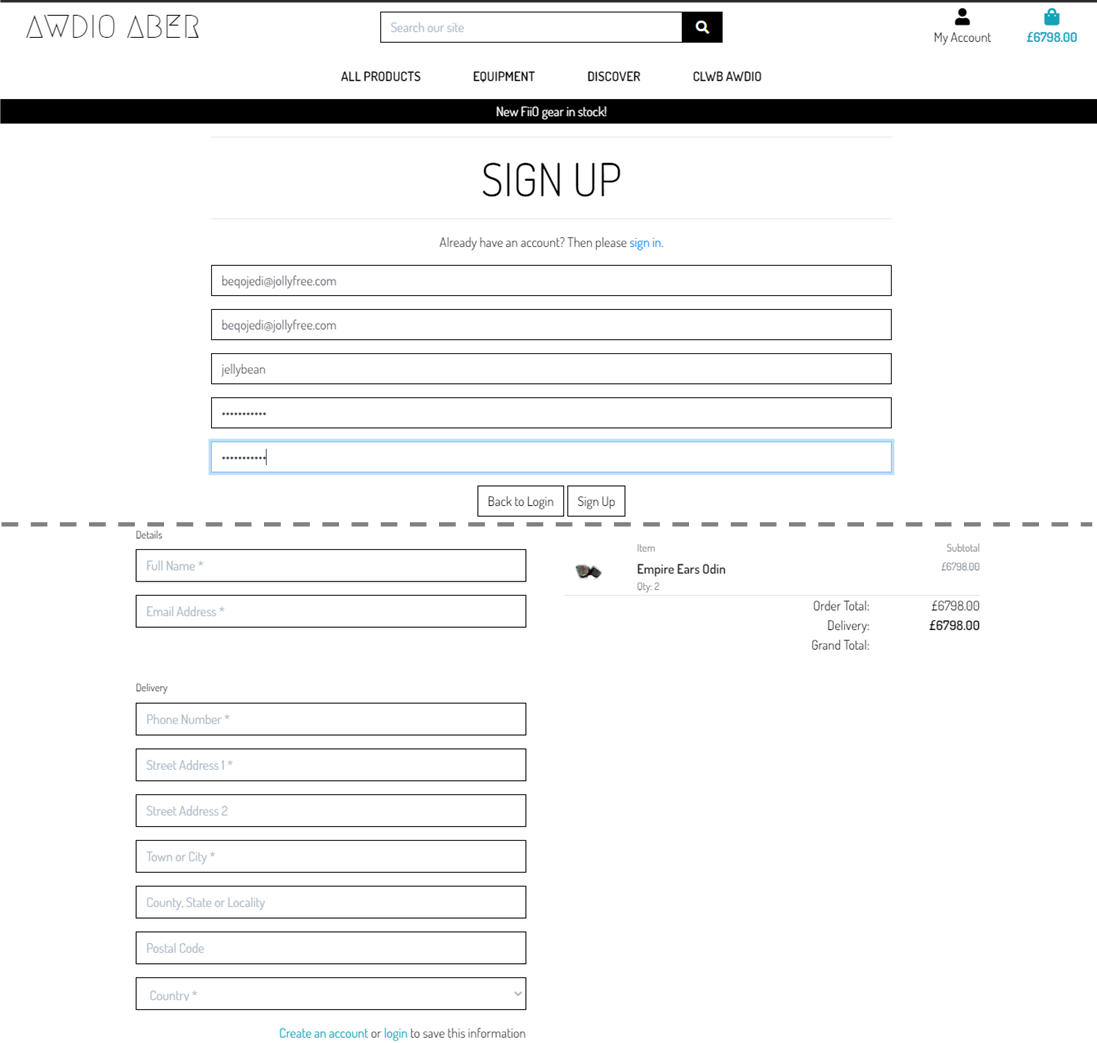 AWDIO ABER
Search our site
My Account
£6798.00
ALL PRODUCTS
EQUIPMENT
DISCOVER
CLWB AWDIO
New FiiO gear in stock!
SIGN UP
Already have an account? Then please sign in.
beqojedi@jollyfree.com
beqojedi@jollyfree.com
jellybean
•••••••••••
•••••••••••
Back to Login
Sign Up
Details
Full Name *
Email Address *
Delivery
Phone Number *
Street Address 1 *
Street Address 2
Town or City *
County, State or Locality
Postal Code
Country *
Create an account or login to save this information
Item
Subtotal
Empire Ears Odin
£6798.00
Qty: 2
Order Total:
£6798.00
Delivery:
£6798.00
Grand Total: